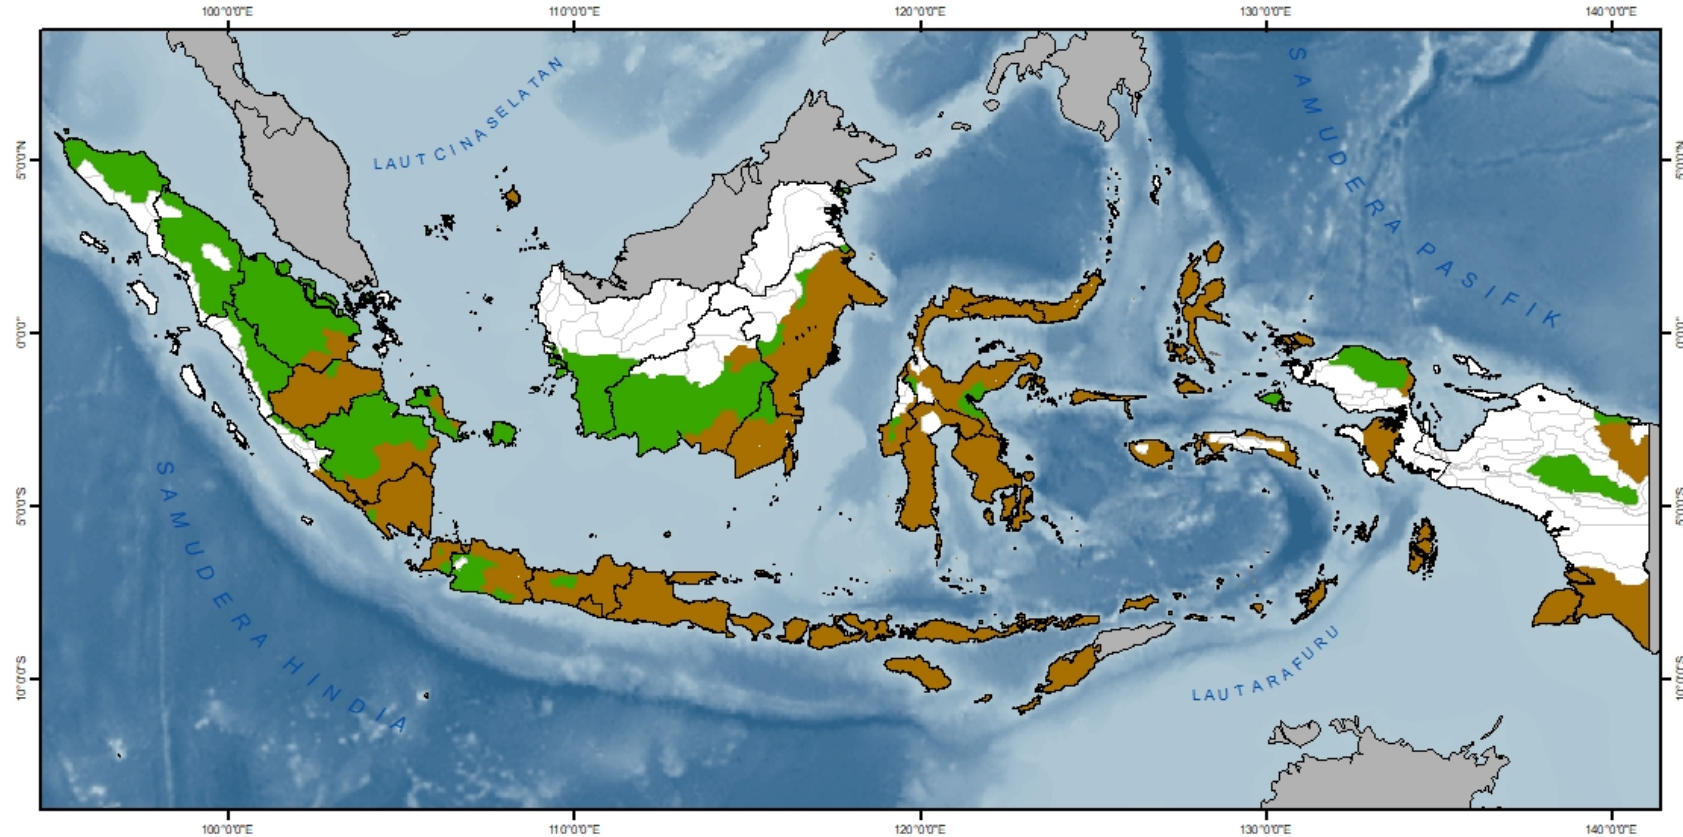 100°0'0"E 110°0'0"E 120°0'0"E 130°0'0"E 140°0'0"E
LAUT CINA SELATAN
SAMUDERA PASIFIK
5°0'0"N 5°0'0"N
0°0'0" 0°0'0"
SAMUDERA HINDIA
5°0'0"S 5°0'0"S
LAUT ARAFURU
10°0'0"S 10°0'0"S
100°0'0"E 110°0'0"E 120°0'0"E 130°0'0"E 140°0'0"E